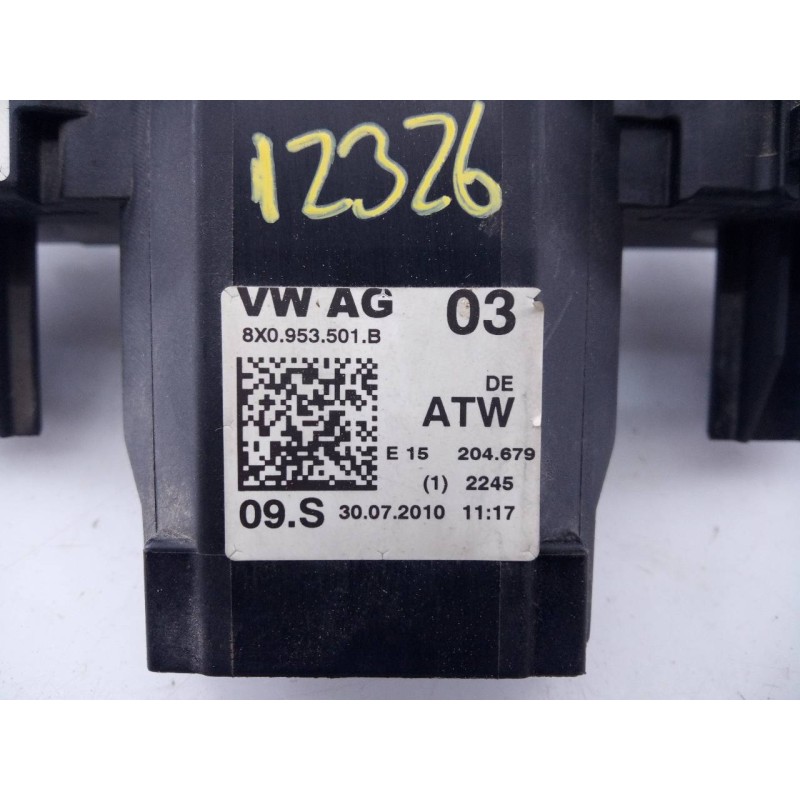 12326
VW AG 03
8X0.953.501.B
DE
ATW
E 15 204.679
(1) 2245
09.S 30.07.2010 11:17